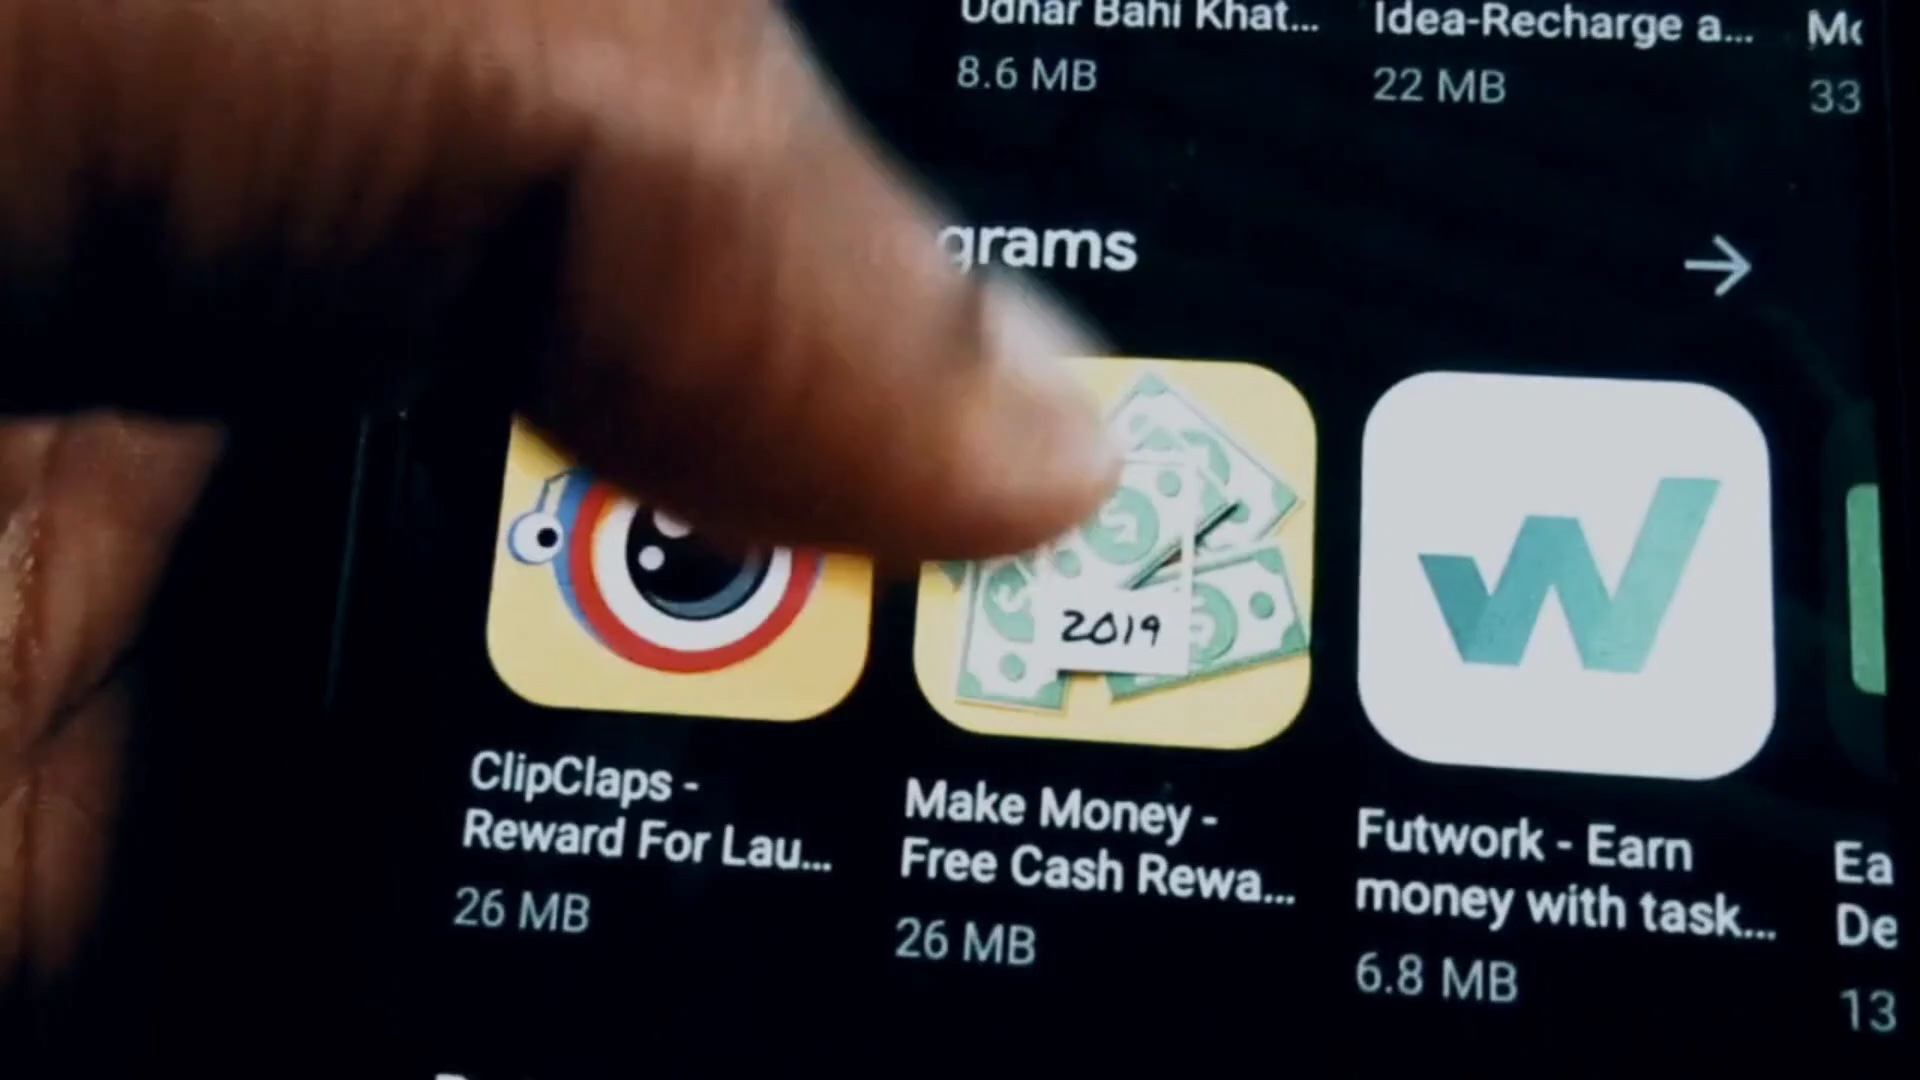 Udhar Bahi Khat...
Idea-Recharge a...
8.6 MB
22 MB
33
grams
2019
ClipClaps -
Reward For Lau...
26 MB
Make Money -
Free Cash Rewa...
26 MB
Futwork - Earn
money with task...
6.8 MB
Ea
De
13